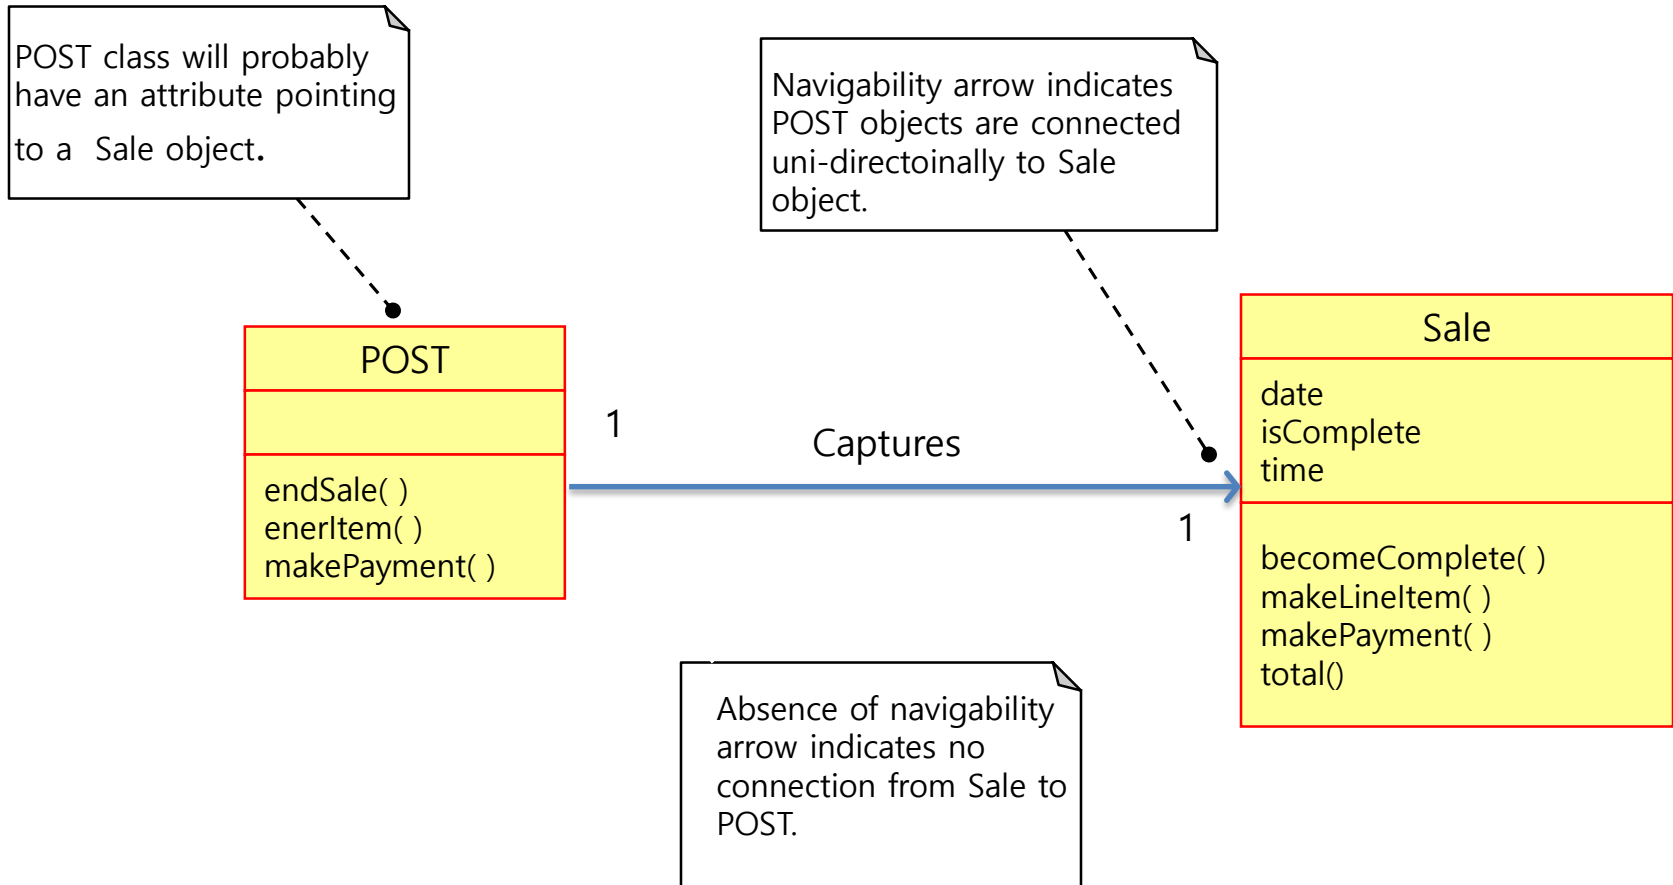 POST class will probably
have an attribute pointing
to a Sale object.
Navigability arrow indicates
POST objects are connected
uni-directoinally to Sale
object.
POST
endSale( )
enerItem( )
makePayment( )
1
Captures
1
Sale
date
isComplete
time
becomeComplete( )
makeLineItem( )
makePayment( )
total()
Absence of navigability
arrow indicates no
connection from Sale to
POST.